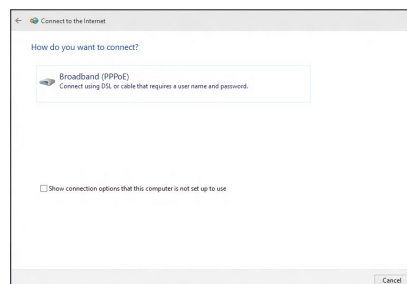 Connect to the Internet
How do you want to connect?
Broadband (PPPoE)
Connect using DSL or cable that requires a user name and password.
Show connection options that this computer is not set up to use
Cancel